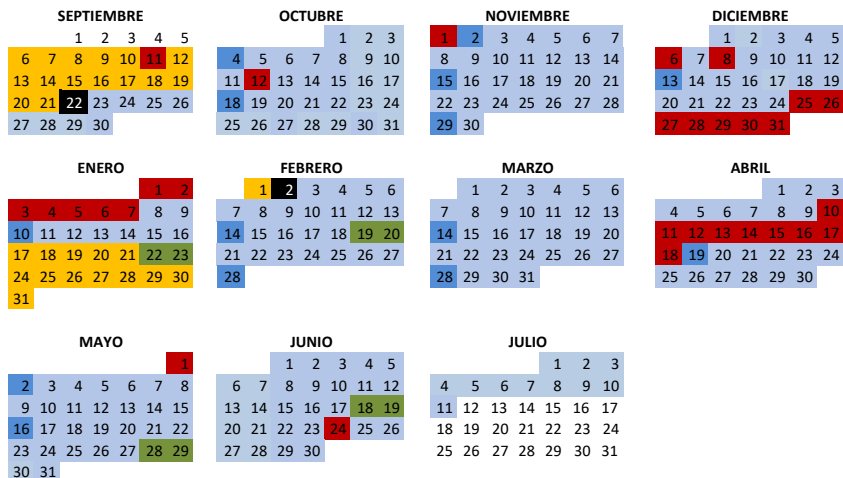 SEPTIEMBRE OCTUBRE NOVIEMBRE DICIEMBRE
1 2 3 4 5 1 2 3 1 2 3 4 5 6 7 1 2 3 4 5
6 7 8 9 10 11 12 4 5 6 7 8 9 10 8 9 10 11 12 13 14 6 7 8 9 10 11 12
13 14 15 16 17 18 19 11 12 13 14 15 16 17 15 16 17 18 19 20 21 13 14 15 16 17 18 19
20 21 22 23 24 25 26 18 19 20 21 22 23 24 22 23 24 25 26 27 28 20 21 22 23 24 25 26
27 28 29 30 25 26 27 28 29 30 31 29 30 27 28 29 30 31
ENERO FEBRERO MARZO ABRIL
1 2 1 2 3 4 5 6 1 2 3 4 5 6 1 2 3
3 4 5 6 7 8 9 7 8 9 10 11 12 13 7 8 9 10 11 12 13 4 5 6 7 8 9 10
10 11 12 13 14 15 16 14 15 16 17 18 19 20 14 15 16 17 18 19 20 11 12 13 14 15 16 17
17 18 19 20 21 22 23 21 22 23 24 25 26 27 21 22 23 24 25 26 27 18 19 20 21 22 23 24
24 25 26 27 28 29 30 28 28 29 30 31 25 26 27 28 29 30
31
MAYO JUNIO JULIO
1 1 2 3 4 5 1 2 3
2 3 4 5 6 7 8 6 7 8 9 10 11 12 4 5 6 7 8 9 10
9 10 11 12 13 14 15 13 14 15 16 17 18 19 11 12 13 14 15 16 17
16 17 18 19 20 21 22 20 21 22 23 24 25 26 18 19 20 21 22 23 24
23 24 25 26 27 28 29 27 28 29 30 25 26 27 28 29 30 31
30 31